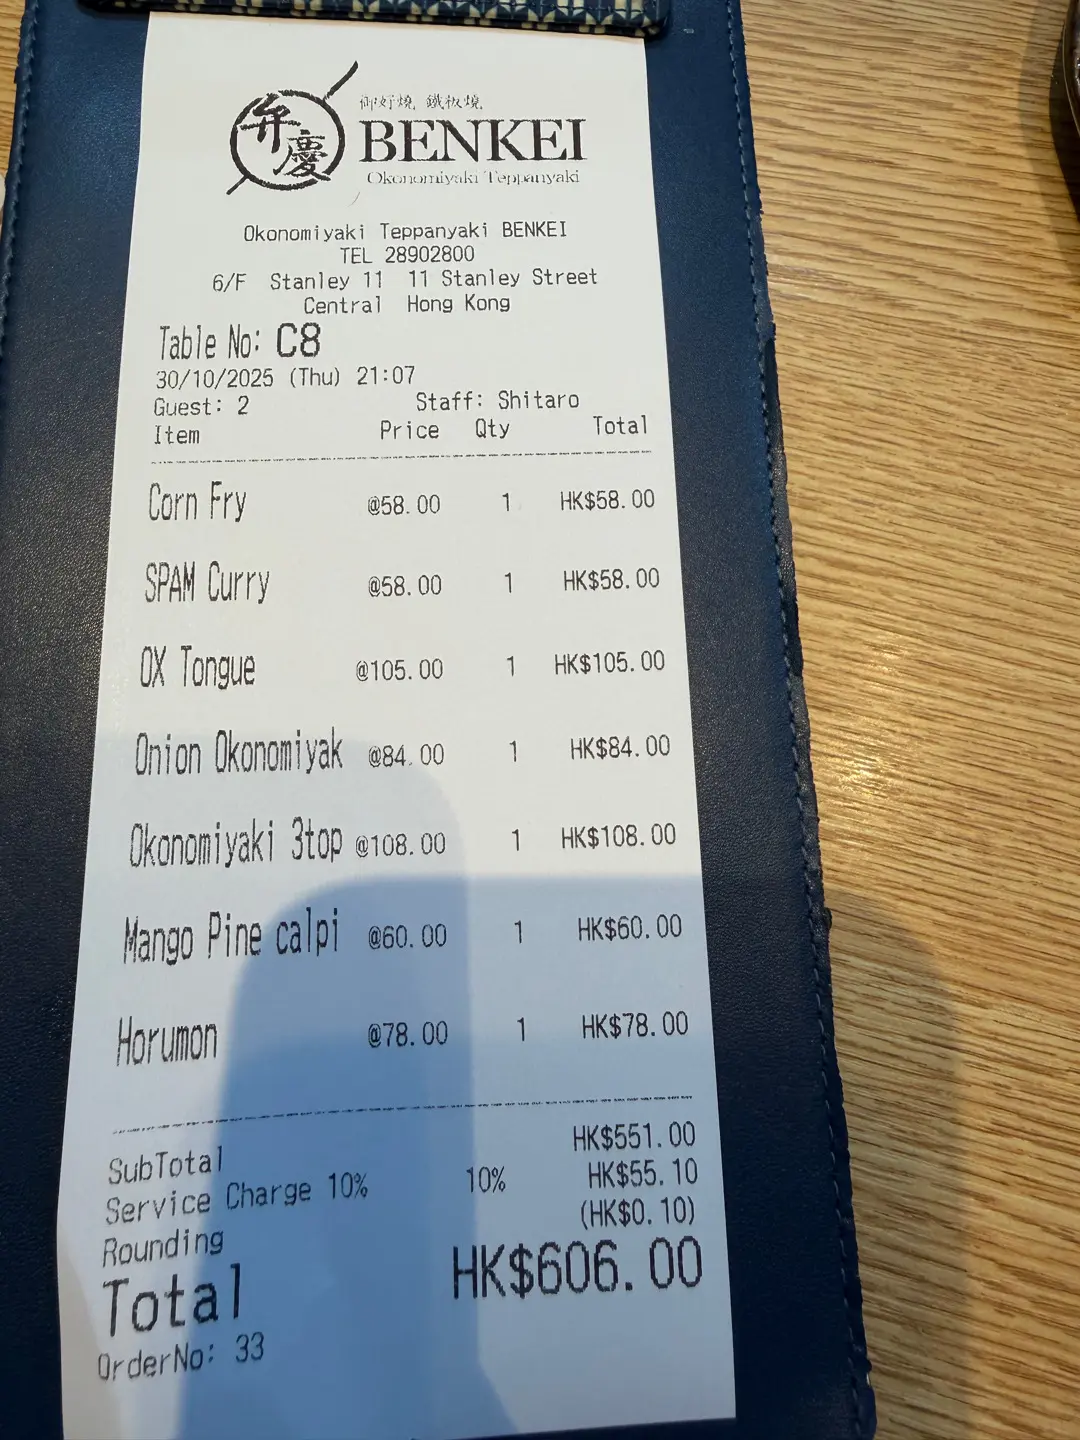 弁慶
御好燒 鐵板燒
BENKEI
Okonomiyaki Teppanyaki
Okonomiyaki Teppanyaki BENKEI
TEL 28902800
6/F Stanley 11 11 Stanley Street
Central Hong Kong
Table No: C8
30/10/2025 (Thu) 21:07
Guest: 2 Staff: Shitaro
Item Price Qty Total
Corn Fry @58.00 1 HK$58.00
SPAM Curry @58.00 1 HK$58.00
OX Tongue @105.00 1 HK$105.00
Onion Okonomiyak @84.00 1 HK$84.00
Okonomiyaki 3top @108.00 1 HK$108.00
Mango Pine calpi @60.00 1 HK$60.00
Horumon @78.00 1 HK$78.00
SubTotal HK$551.00
Service Charge 10% 10% HK$55.10
Rounding (HK$0.10)
Total HK$606.00
OrderNo: 33